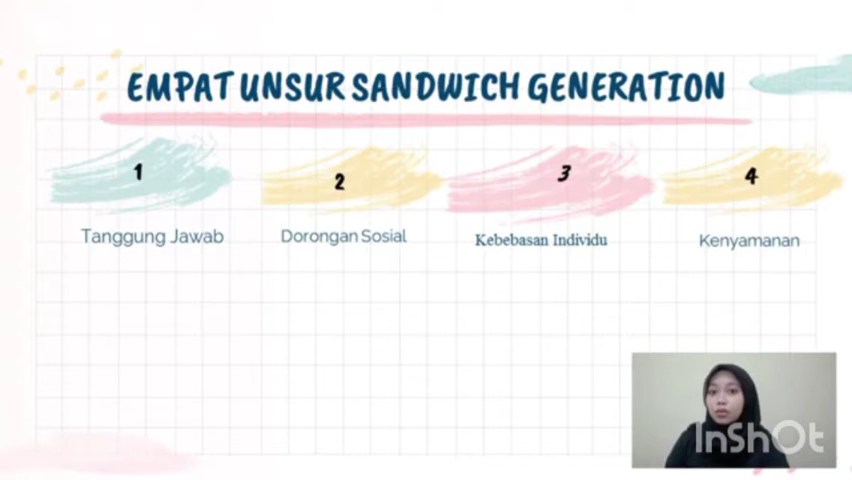 EMPAT UNSUR SANDWICH GENERATION
1
2
3
4
Tanggung Jawab
Dorongan Sosial
Kebebasan Individu
Kenyamanan
InShOt